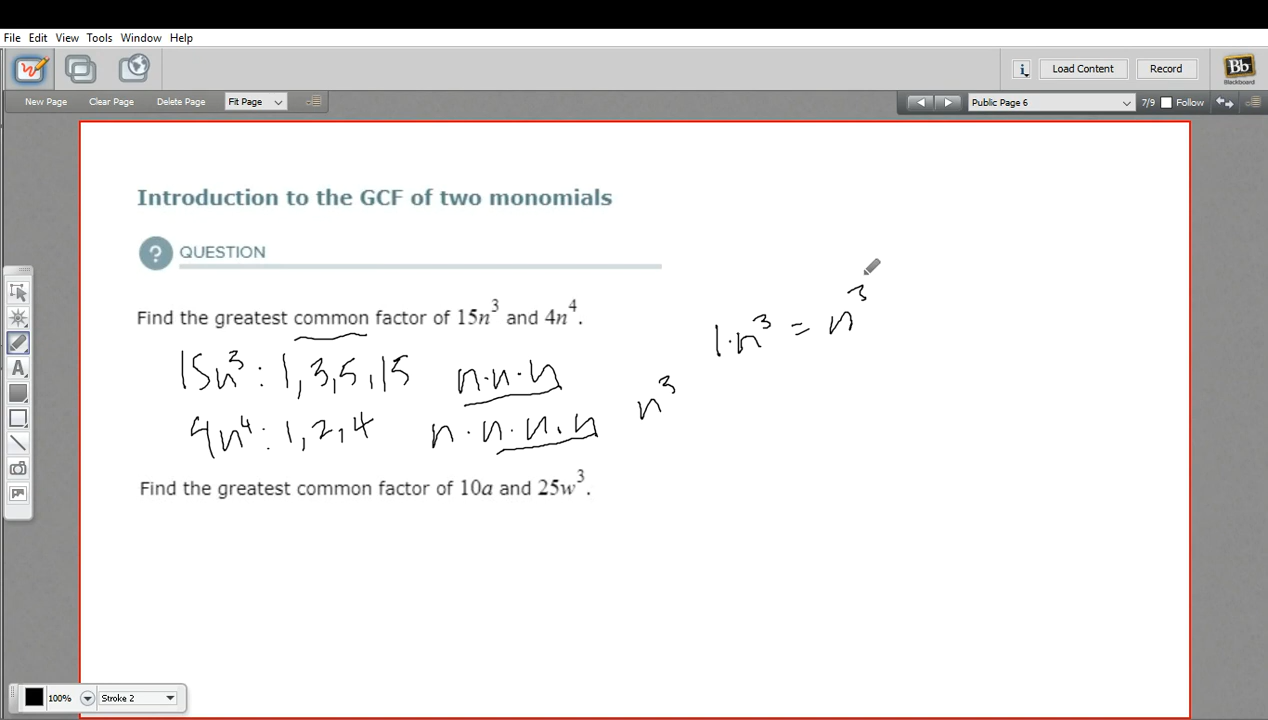 File Edit View Tools Window Help
i Load Content Record Bb Blackboard
New Page Clear Page Delete Page Fit Page Public Page 6 7/9 Follow
Introduction to the GCF of two monomials
? QUESTION
Find the greatest common factor of 15n³ and 4n⁴.
1·n³ = n³
15n³: 1, 3, 5, 15 n·n·n
n³
4n⁴: 1, 2, 4 n·n·n·n
Find the greatest common factor of 10a and 25w³.
A
100% Stroke 2